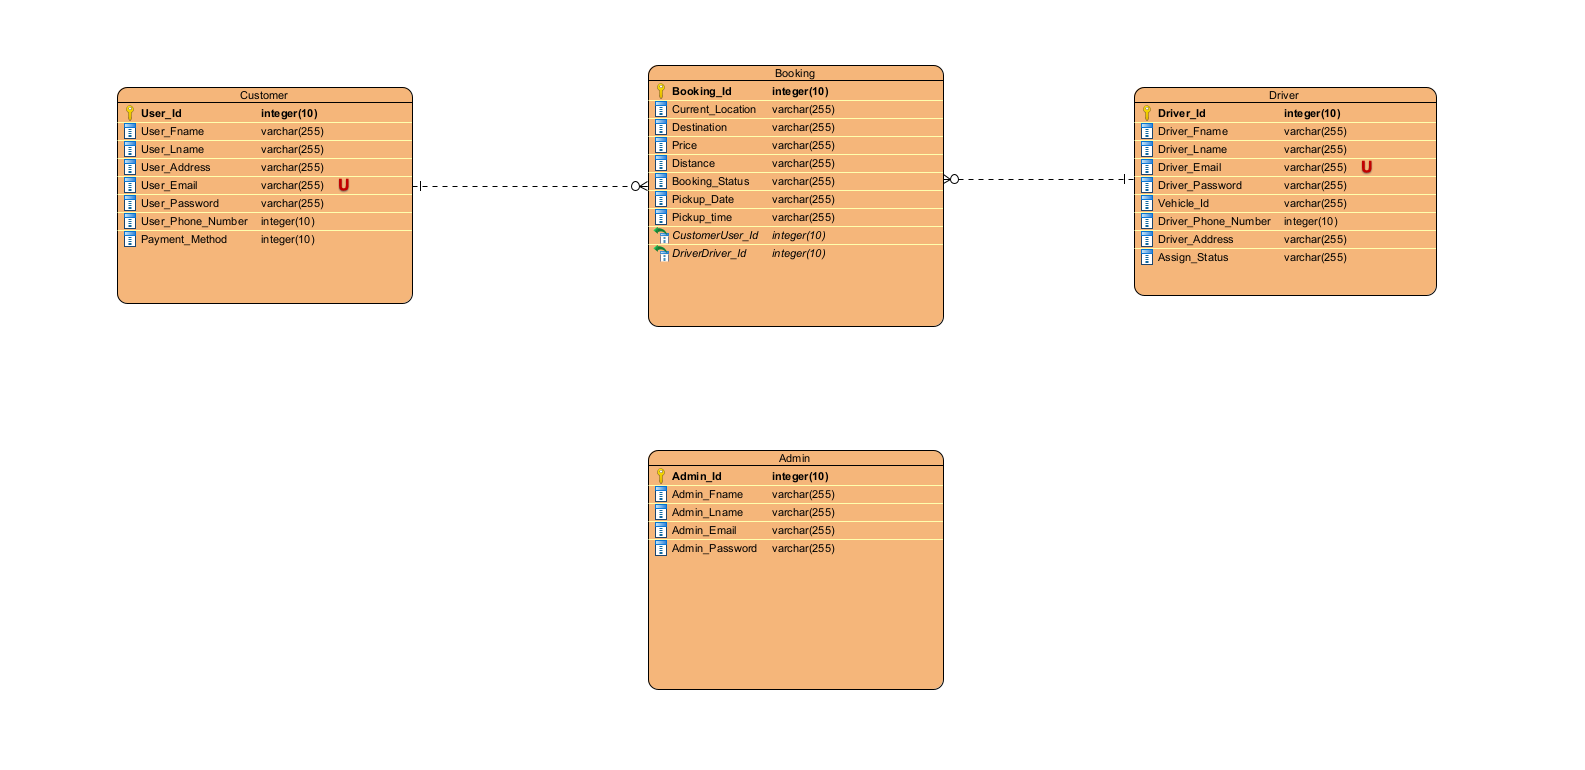 Customer
User_Id integer(10)
User_Fname varchar(255)
User_Lname varchar(255)
User_Address varchar(255)
User_Email varchar(255) U
User_Password varchar(255)
User_Phone_Number integer(10)
Payment_Method integer(10)
Booking
Booking_Id integer(10)
Current_Location varchar(255)
Destination varchar(255)
Price varchar(255)
Distance varchar(255)
Booking_Status varchar(255)
Pickup_Date varchar(255)
Pickup_time varchar(255)
CustomerUser_Id integer(10)
DriverDriver_Id integer(10)
Driver
Driver_Id integer(10)
Driver_Fname varchar(255)
Driver_Lname varchar(255)
Driver_Email varchar(255) U
Driver_Password varchar(255)
Vehicle_Id varchar(255)
Driver_Phone_Number integer(10)
Driver_Address varchar(255)
Assign_Status varchar(255)
Admin
Admin_Id integer(10)
Admin_Fname varchar(255)
Admin_Lname varchar(255)
Admin_Email varchar(255)
Admin_Password varchar(255)